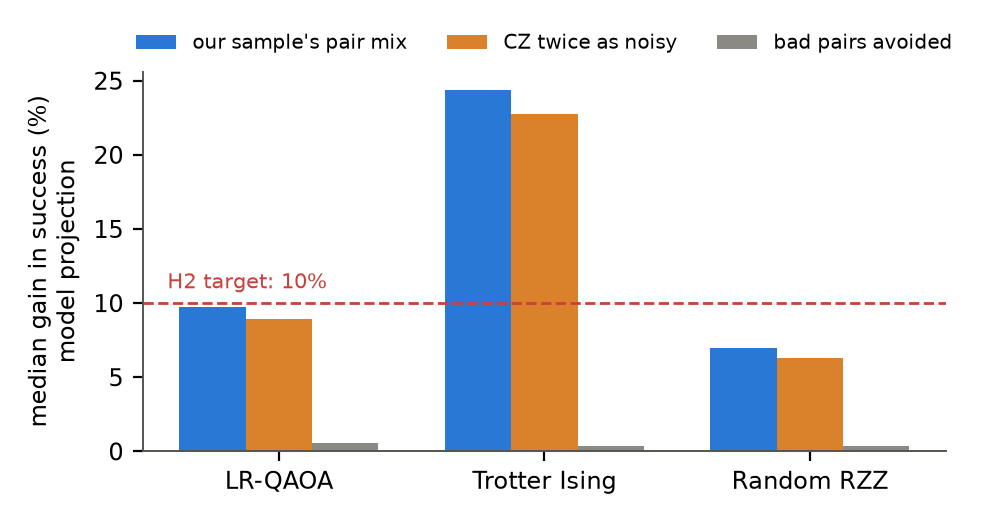 our sample's pair mix
CZ twice as noisy
bad pairs avoided
median gain in success (%)
model projection
25
20
15
10
5
0
H2 target: 10%
LR-QAOA
Trotter Ising
Random RZZ